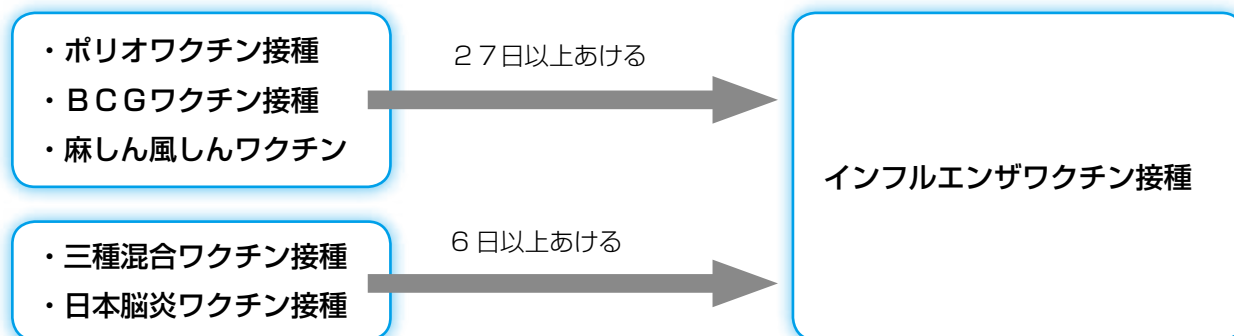 ・ポリオワクチン接種
・ＢＣＧワクチン接種
・麻しん風しんワクチン
２７日以上あける
インフルエンザワクチン接種
・三種混合ワクチン接種
・日本脳炎ワクチン接種
６日以上あける